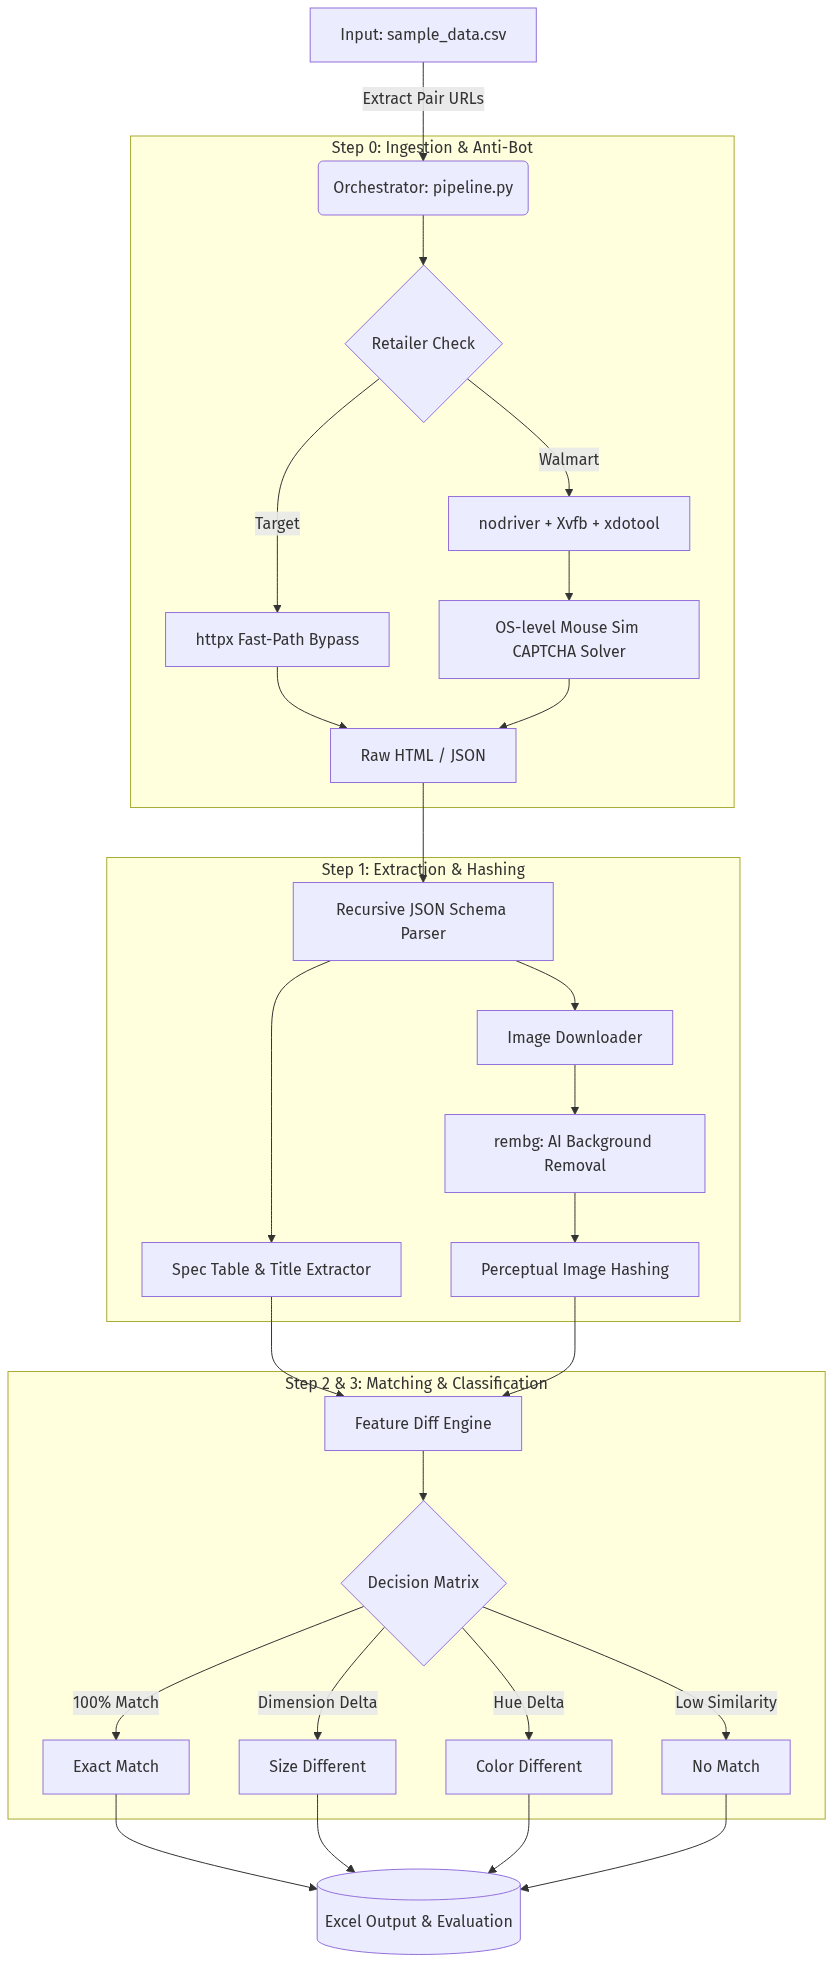 Input: sample_data.csv
Extract Pair URLs
Step 0: Ingestion & Anti-Bot
Orchestrator: pipeline.py
Retailer Check
Walmart
Target
nodriver + Xvfb + xdotool
httpx Fast-Path Bypass
OS-level Mouse Sim
CAPTCHA Solver
Raw HTML / JSON
Step 1: Extraction & Hashing
Recursive JSON Schema
Parser
Image Downloader
rembg: AI Background
Removal
Spec Table & Title Extractor
Perceptual Image Hashing
Step 2 & 3: Matching & Classification
Feature Diff Engine
Decision Matrix
100% Match
Dimension Delta
Hue Delta
Low Similarity
Exact Match
Size Different
Color Different
No Match
Excel Output & Evaluation